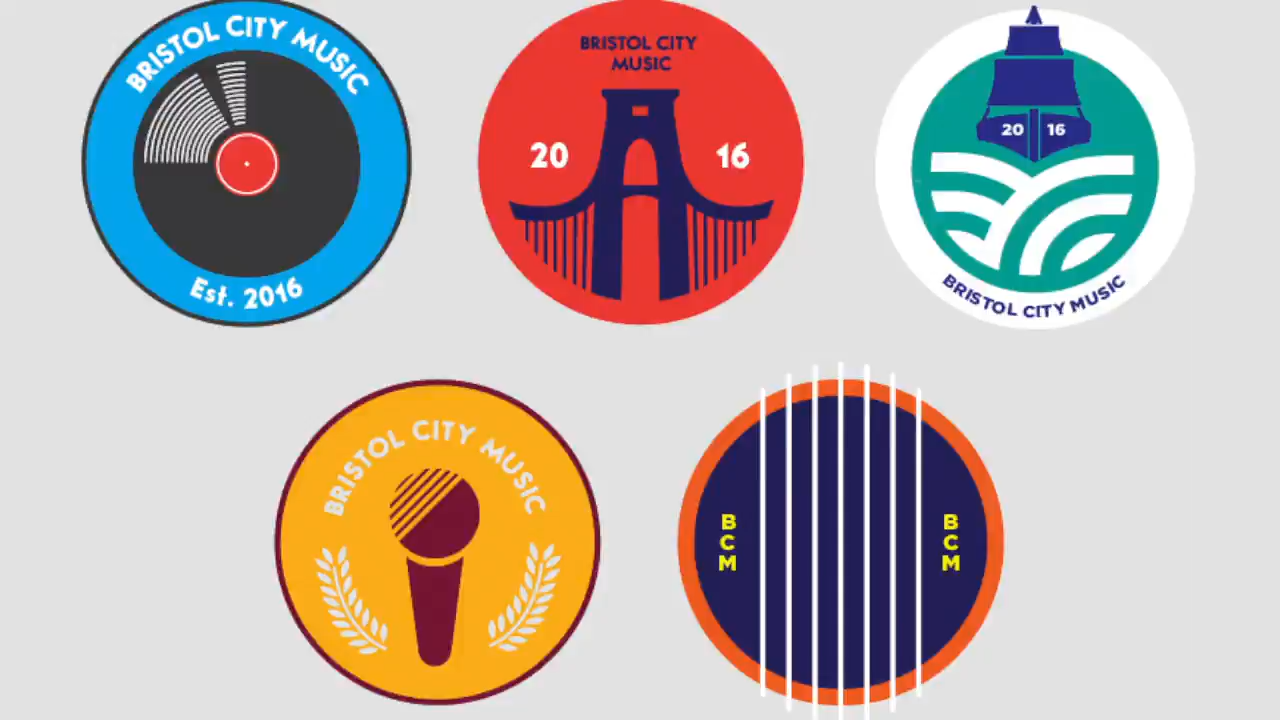 BRISTOL CITY MUSIC
Est. 2016
BRISTOL CITY
MUSIC
20 16
20 16
BRISTOL CITY MUSIC
BRISTOL CITY MUSIC
B
C
M
B
C
M